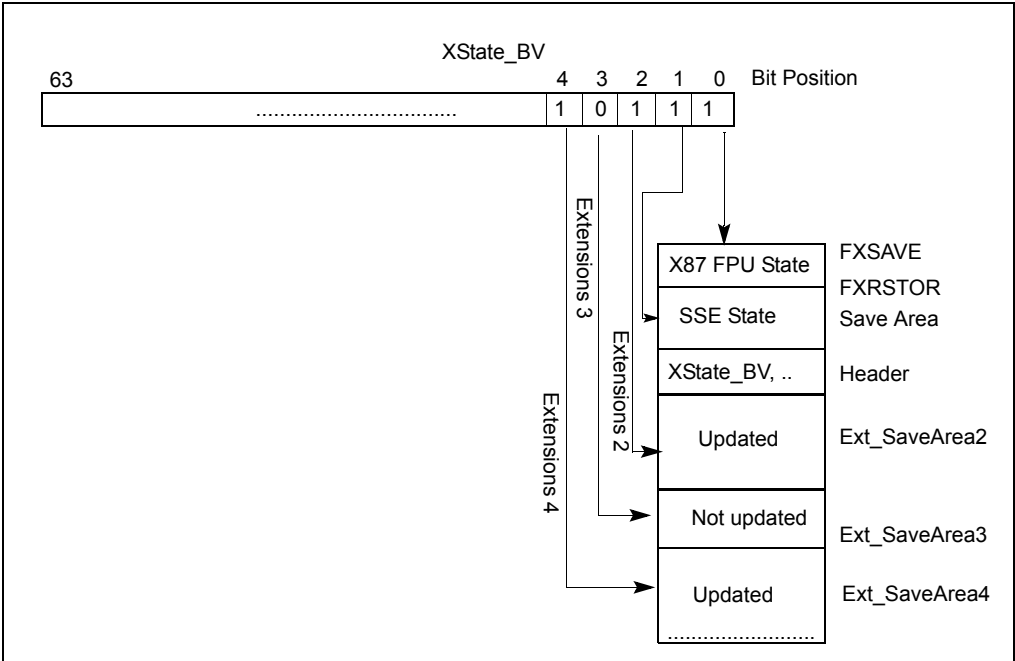 XState_BV
63 4 3 2 1 0 Bit Position
.................................. 1 0 1 1 1
Extensions 3
Extensions 2
Extensions 4
X87 FPU State FXSAVE
FXRSTOR
SSE State Save Area
XState_BV, .. Header
Updated Ext_SaveArea2
Not updated Ext_SaveArea3
Updated Ext_SaveArea4
.........................